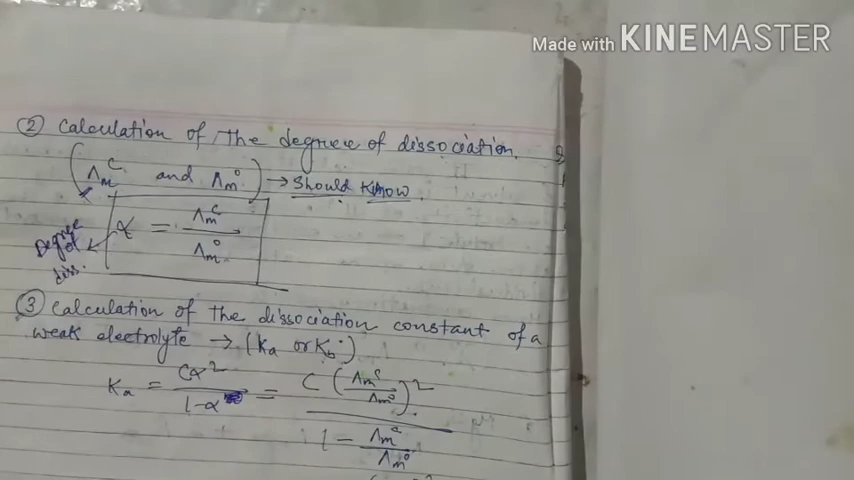 Made with KINEMASTER
② Calculation of the degree of dissociation.
(Λm^c and Λm°) → Should Know.
α = Λm^c / Λm°
Degree of diss.
③ Calculation of the dissociation constant of a
weak electrolyte → (Ka or Kb)
Ka = Cα² / 1-α = C (Λm^c / Λm°)² / 1 - Λm^c / Λm°